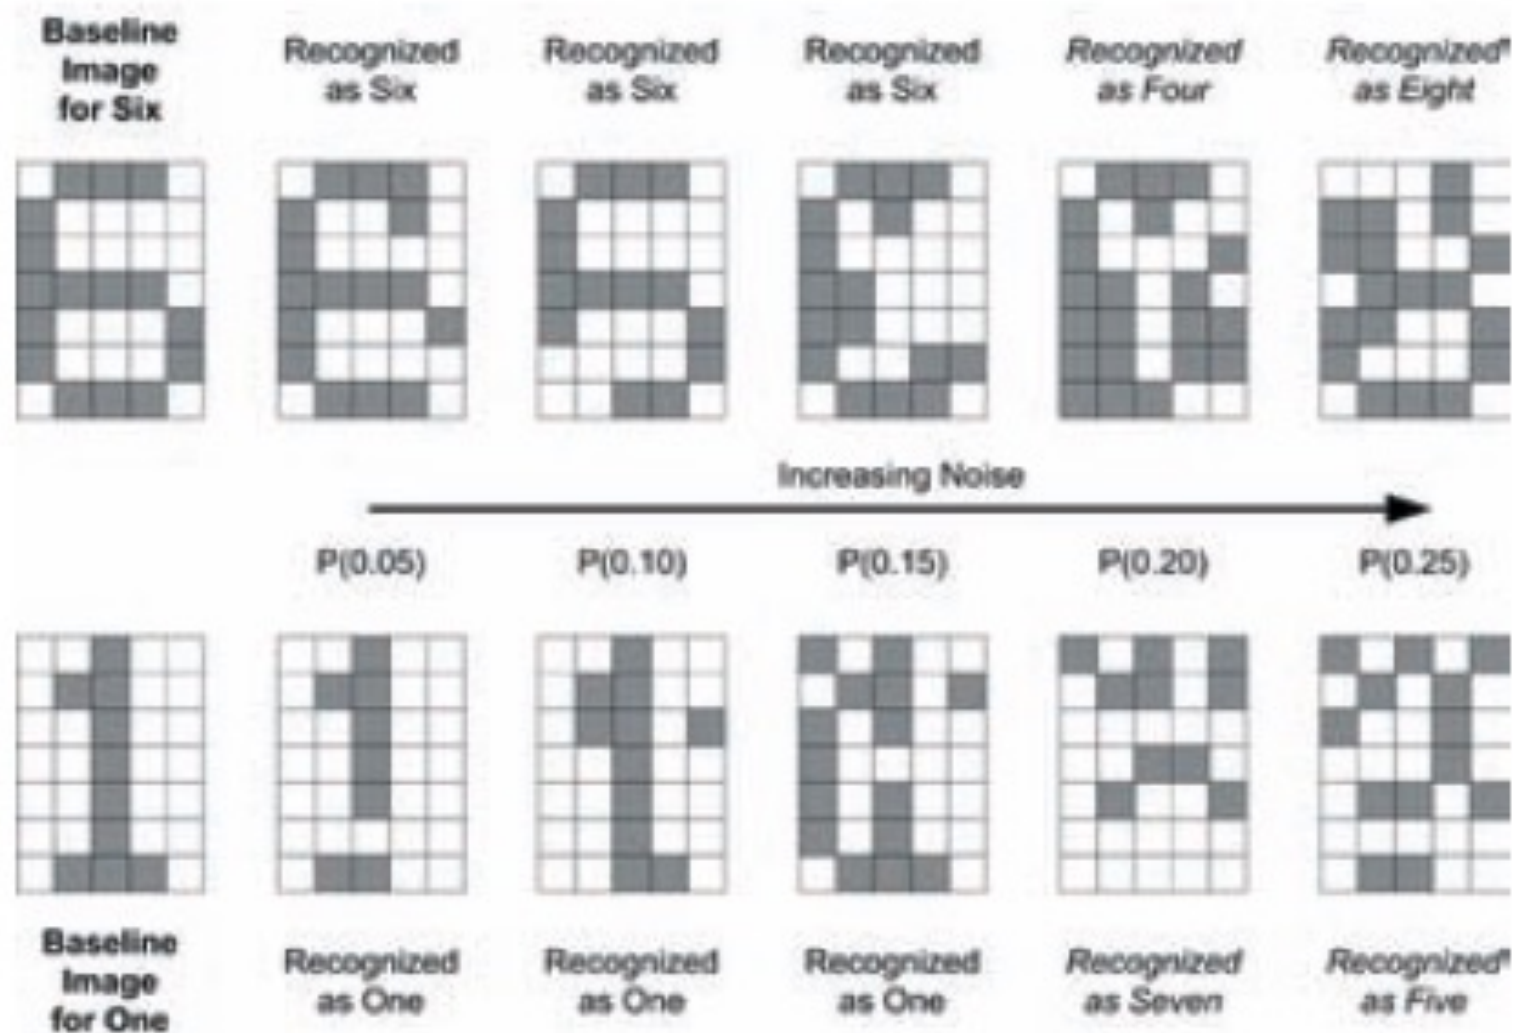 Baseline
Image
for Six
Recognized
as Six
Recognized
as Six
Recognized
as Six
Recognized
as Four
Recognized*
as Eight
Increasing Noise
P(0.05) P(0.10) P(0.15) P(0.20) P(0.25)
Baseline
Image
for One
Recognized
as One
Recognized
as One
Recognized
as One
Recognized
as Seven
Recognized*
as Five